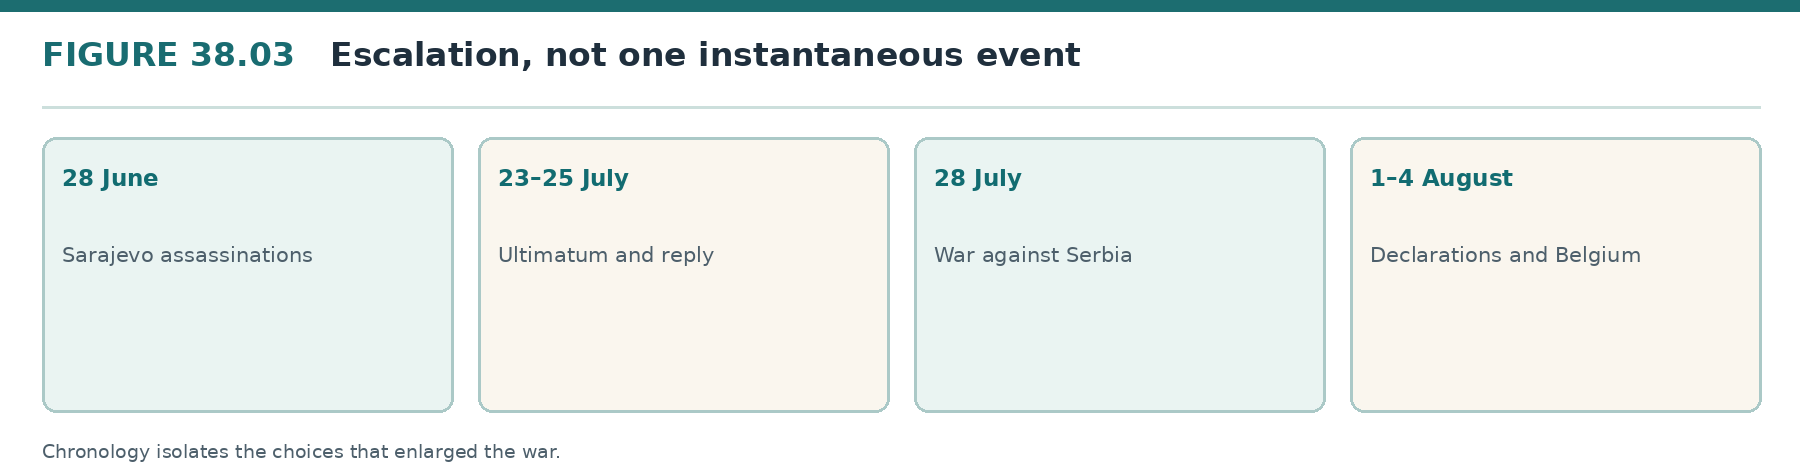 FIGURE 38.03 Escalation, not one instantaneous event
28 June
Sarajevo assassinations
23–25 July
Ultimatum and reply
28 July
War against Serbia
1–4 August
Declarations and Belgium
Chronology isolates the choices that enlarged the war.